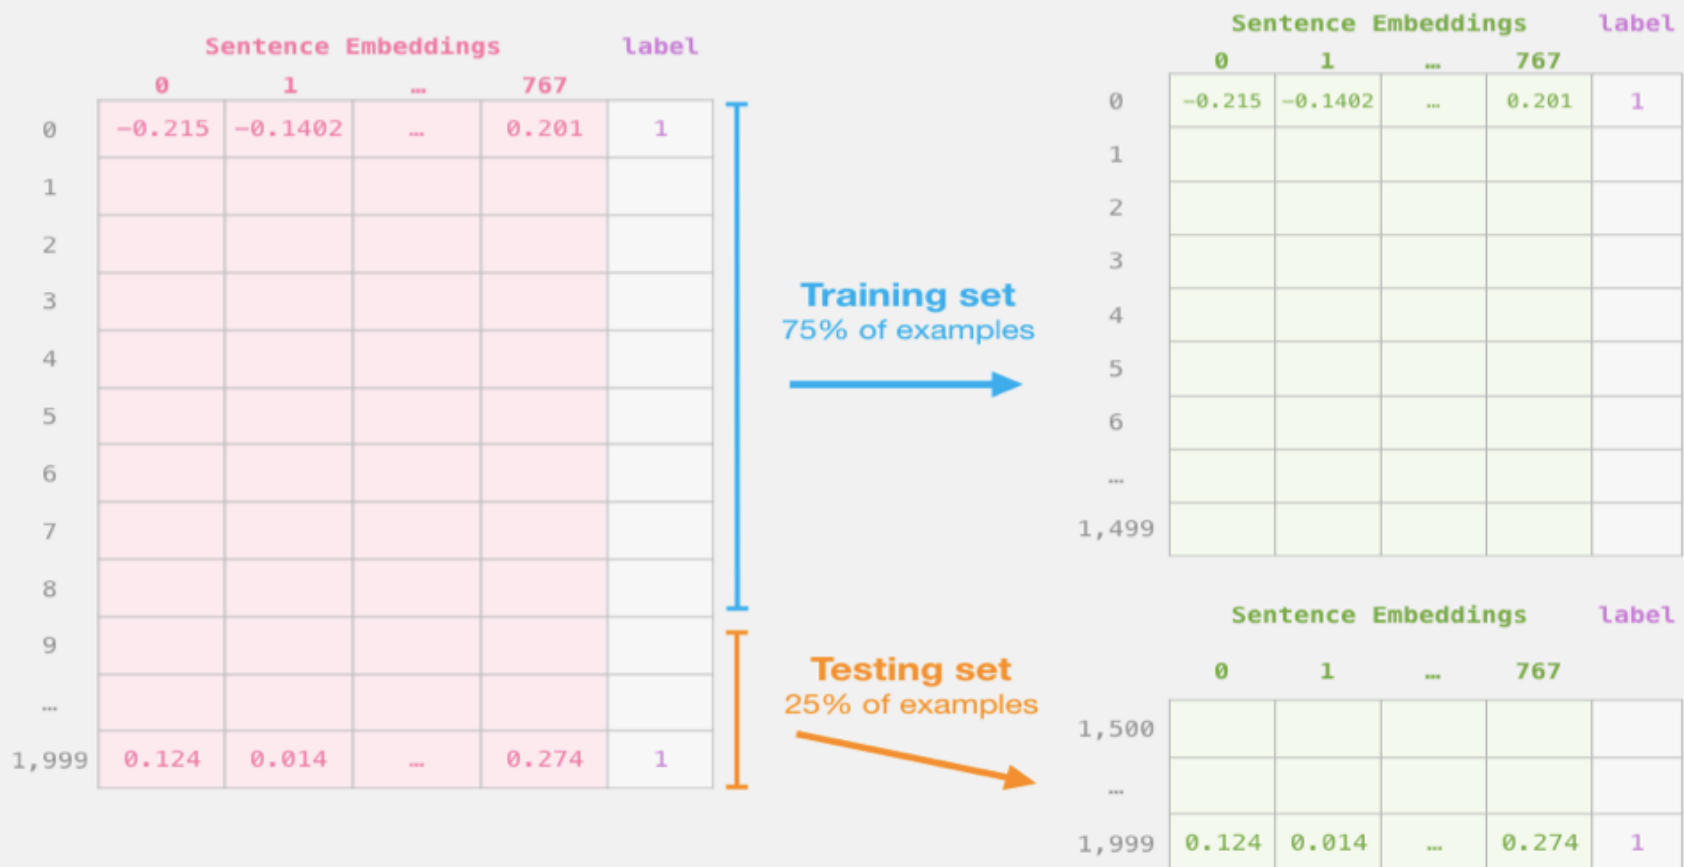 Sentence Embeddings label
0 1 … 767
0 −0.215 −0.1402 … 0.201 1
1
2
3
4
5
6
7
8
9
…
1,999 0.124 0.014 … 0.274 1
Training set
75% of examples
Testing set
25% of examples
Sentence Embeddings label
0 1 … 767
0 −0.215 −0.1402 … 0.201 1
1
2
3
4
5
6
…
1,499
Sentence Embeddings label
0 1 … 767
1,500
…
1,999 0.124 0.014 … 0.274 1